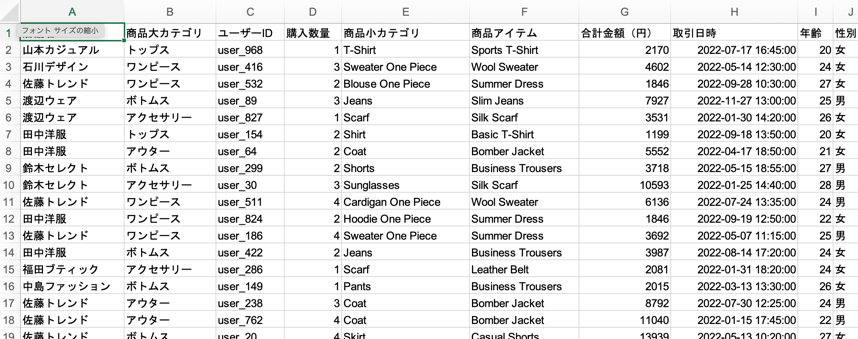 A B C D E F G H I J
1 フォント サイズの縮小 商品大カテゴリ ユーザーID 購入数量 商品小カテゴリ 商品アイテム 合計金額（円） 取引日時 年齢 性別
2 山本カジュアル トップス user_968 1 T-Shirt Sports T-Shirt 2170 2022-07-17 16:45:00 20 女
3 石川デザイン ワンピース user_416 3 Sweater One Piece Wool Sweater 4602 2022-05-14 12:30:00 24 女
4 佐藤トレンド ワンピース user_532 2 Blouse One Piece Summer Dress 1846 2022-09-28 10:30:00 27 女
5 渡辺ウェア ボトムス user_89 3 Jeans Slim Jeans 7927 2022-11-27 13:00:00 25 男
6 渡辺ウェア アクセサリー user_827 1 Scarf Silk Scarf 3531 2022-01-30 14:20:00 26 女
7 田中洋服 トップス user_154 2 Shirt Basic T-Shirt 1199 2022-09-18 13:50:00 20 女
8 田中洋服 アウター user_64 2 Coat Bomber Jacket 5552 2022-04-17 18:50:00 21 女
9 鈴木セレクト ボトムス user_299 2 Shorts Business Trousers 3718 2022-05-15 18:55:00 27 男
10 鈴木セレクト アクセサリー user_30 3 Sunglasses Silk Scarf 10593 2022-01-25 14:40:00 28 男
11 佐藤トレンド ワンピース user_511 4 Cardigan One Piece Wool Sweater 6136 2022-07-24 13:35:00 24 男
12 田中洋服 ワンピース user_824 2 Hoodie One Piece Summer Dress 1846 2022-09-19 12:50:00 22 女
13 佐藤トレンド ワンピース user_186 4 Sweater One Piece Summer Dress 3692 2022-05-07 11:15:00 25 男
14 田中洋服 ボトムス user_422 2 Jeans Business Trousers 3987 2022-08-14 17:20:00 24 女
15 福田ブティック アクセサリー user_286 1 Scarf Leather Belt 2081 2022-01-31 18:20:00 24 女
16 中島ファッション ボトムス user_149 1 Pants Business Trousers 2015 2022-03-13 13:30:00 26 女
17 佐藤トレンド アウター user_238 3 Coat Bomber Jacket 8792 2022-07-30 12:25:00 24 男
18 佐藤トレンド アウター user_762 4 Coat Bomber Jacket 11040 2022-01-15 17:45:00 22 男
19 佐藤トレンド ボトムス user_20 4 Skirt Casual Shorts 13939 2022-05-13 10:20:00 27 女